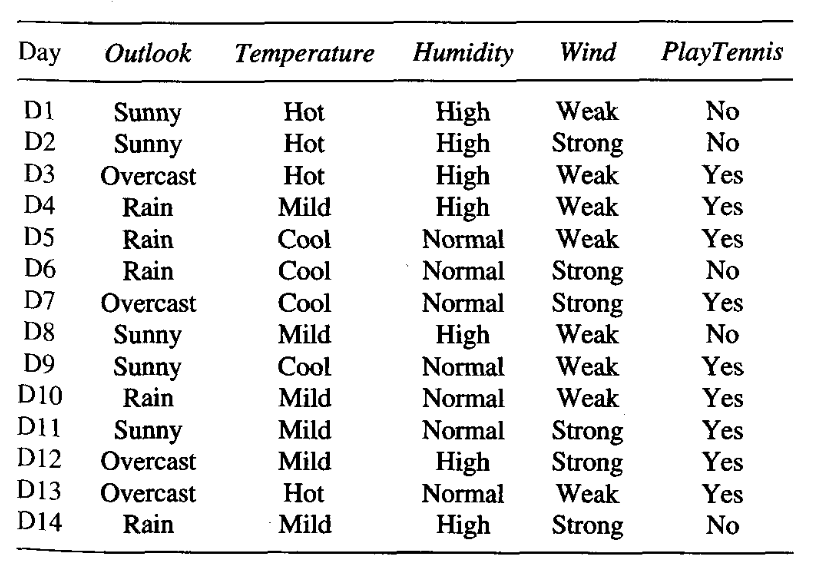 Day Outlook Temperature Humidity Wind PlayTennis
D1 Sunny Hot High Weak No
D2 Sunny Hot High Strong No
D3 Overcast Hot High Weak Yes
D4 Rain Mild High Weak Yes
D5 Rain Cool Normal Weak Yes
D6 Rain Cool Normal Strong No
D7 Overcast Cool Normal Strong Yes
D8 Sunny Mild High Weak No
D9 Sunny Cool Normal Weak Yes
D10 Rain Mild Normal Weak Yes
D11 Sunny Mild Normal Strong Yes
D12 Overcast Mild High Strong Yes
D13 Overcast Hot Normal Weak Yes
D14 Rain Mild High Strong No